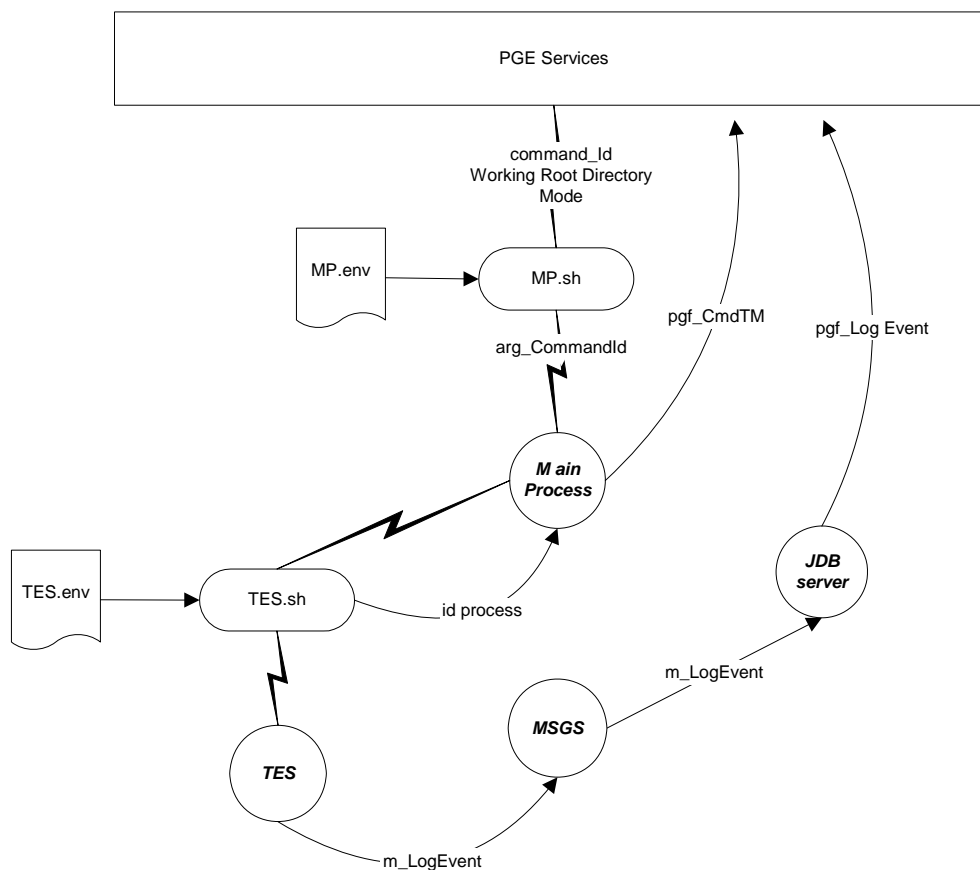 PGE Services
command_Id
Working Root Directory
Mode
MP.env
MP.sh
pgf_CmdTM
pgf_Log Event
arg_CommandId
M ain
Process
JDB
server
TES.env
TES.sh
id process
m_LogEvent
MSGS
TES
m_LogEvent